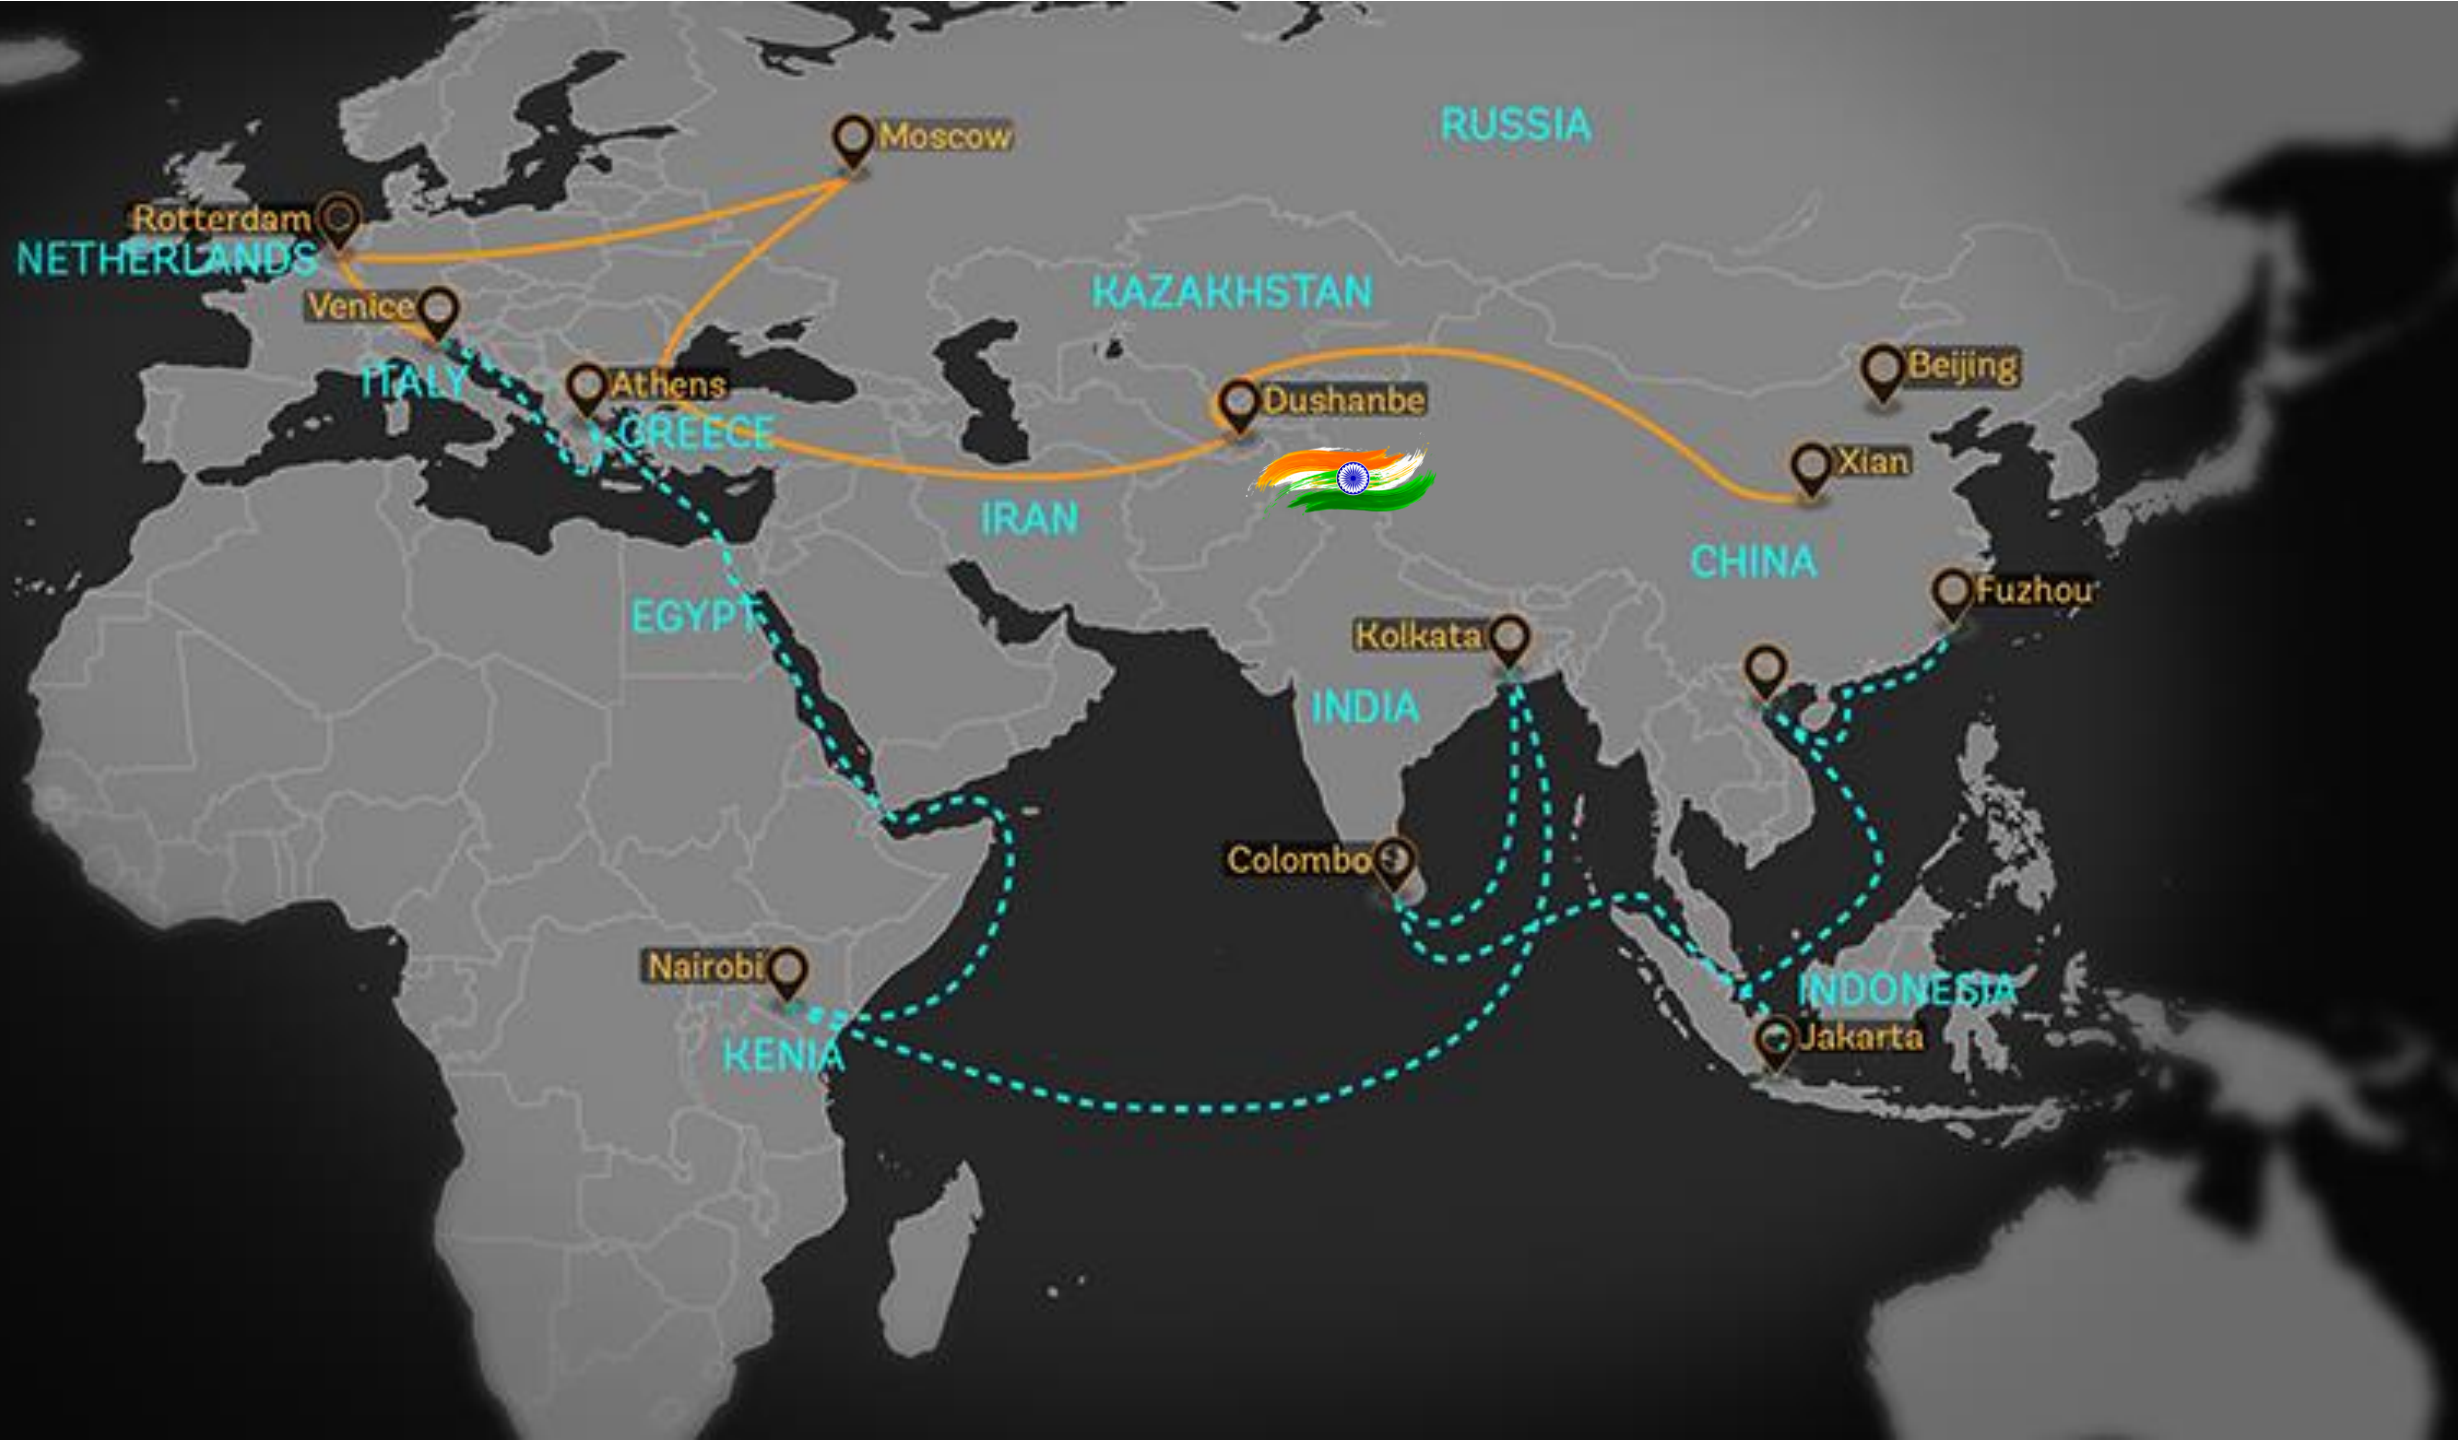 Moscow
RUSSIA
Rotterdam
NETHERLANDS
KAZAKHSTAN
Venice
Beijing
ITALY
Athens
Dushanbe
GREECE
Xian
IRAN
CHINA
Fuzhou
EGYPT
Kolkata
INDIA
Colombo
Nairobi
INDONESIA
Jakarta
KENIA